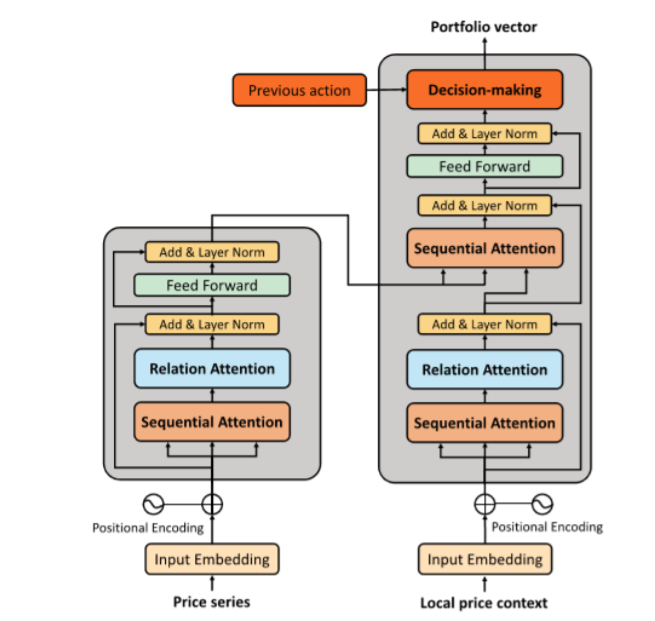 Portfolio vector
Previous action
Decision-making
Add & Layer Norm
Feed Forward
Add & Layer Norm
Sequential Attention
Add & Layer Norm
Relation Attention
Sequential Attention
Positional Encoding
Input Embedding
Local price context
Add & Layer Norm
Feed Forward
Add & Layer Norm
Relation Attention
Sequential Attention
Positional Encoding
Input Embedding
Price series